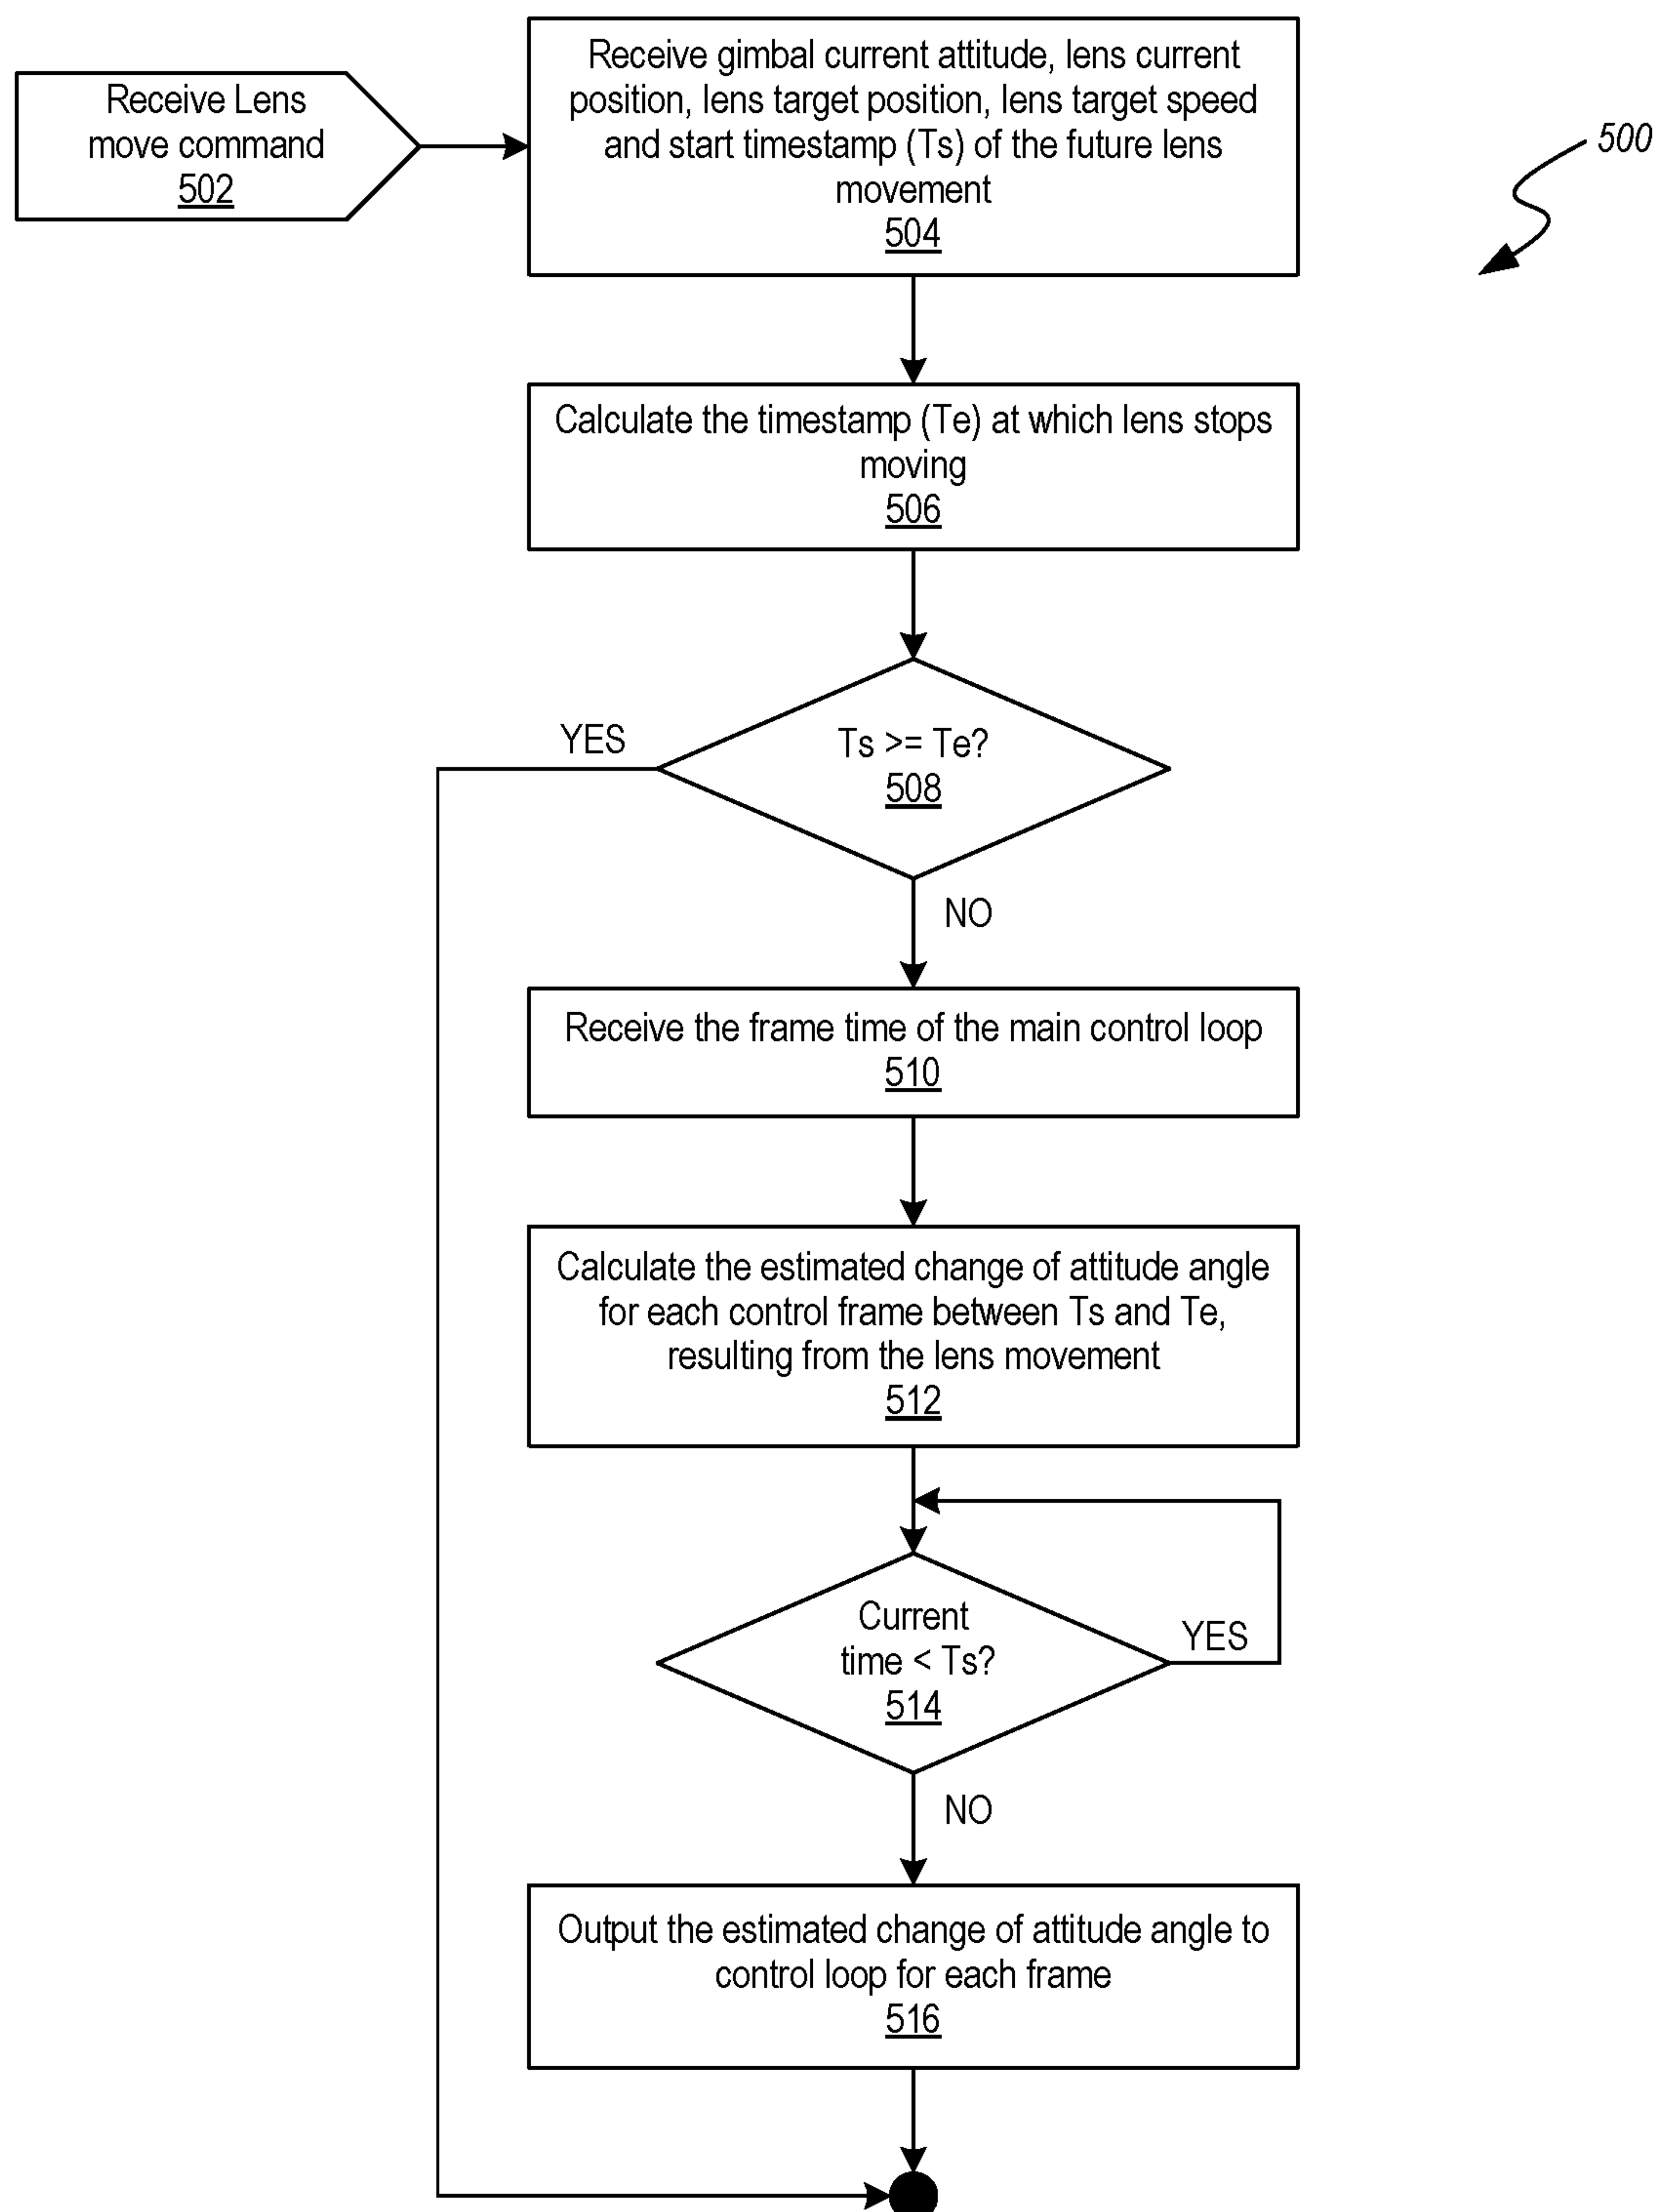 Receive Lens
move command
502
Receive gimbal current attitude, lens current
position, lens target position, lens target speed
and start timestamp (Ts) of the future lens
movement
504
500
Calculate the timestamp (Te) at which lens stops
moving
506
YES
Ts >= Te?
508
NO
Receive the frame time of the main control loop
510
Calculate the estimated change of attitude angle
for each control frame between Ts and Te,
resulting from the lens movement
512
Current
time < Ts?
514
YES
NO
Output the estimated change of attitude angle to
control loop for each frame
516